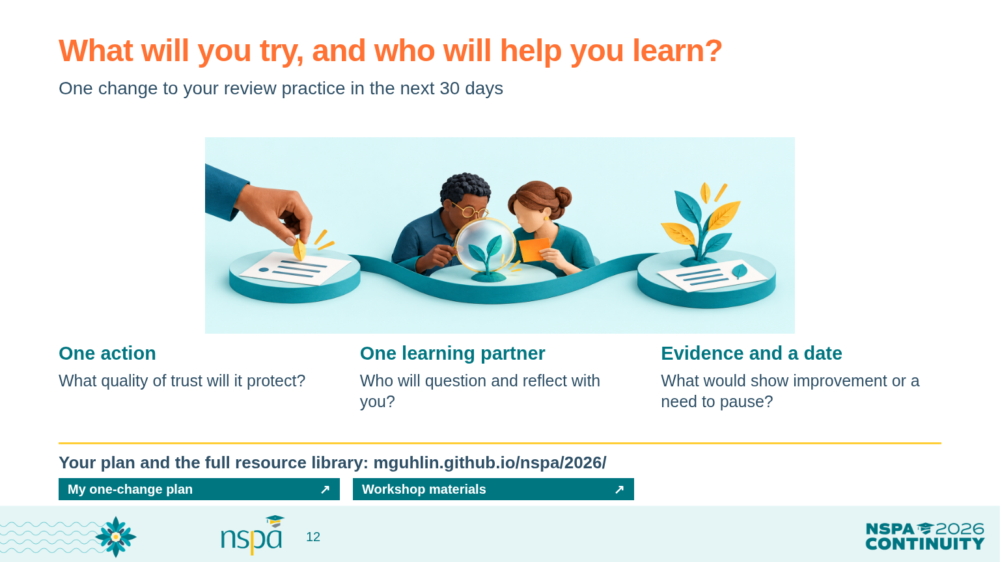 What will you try, and who will help you learn?
One change to your review practice in the next 30 days
One action
What quality of trust will it protect?
One learning partner
Who will question and reflect with
you?
Evidence and a date
What would show improvement or a
need to pause?
Your plan and the full resource library: mguhlin.github.io/nspa/2026/
My one-change plan ↗
Workshop materials ↗
nspa
12
NSPA 2026
CONTINUITY